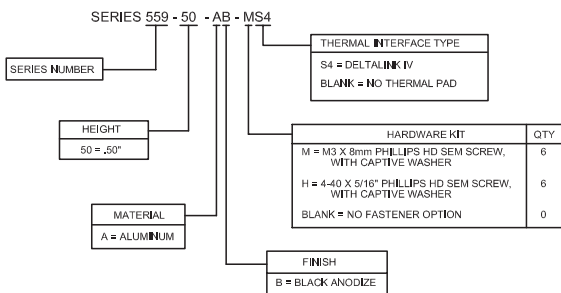 SERIES 559 - 50 - AB - MS4
THERMAL INTERFACE TYPE
S4 = DELTALINK IV
BLANK = NO THERMAL PAD
SERIES NUMBER
HEIGHT
50 = .50"
HARDWARE KIT QTY
M = M3 X 8mm PHILLIPS HD SEM SCREW, 6
WITH CAPTIVE WASHER
H = 4-40 X 5/16" PHILLIPS HD SEM SCREW, 6
WITH CAPTIVE WASHER
BLANK = NO FASTENER OPTION 0
MATERIAL
A = ALUMINUM
FINISH
B = BLACK ANODIZE